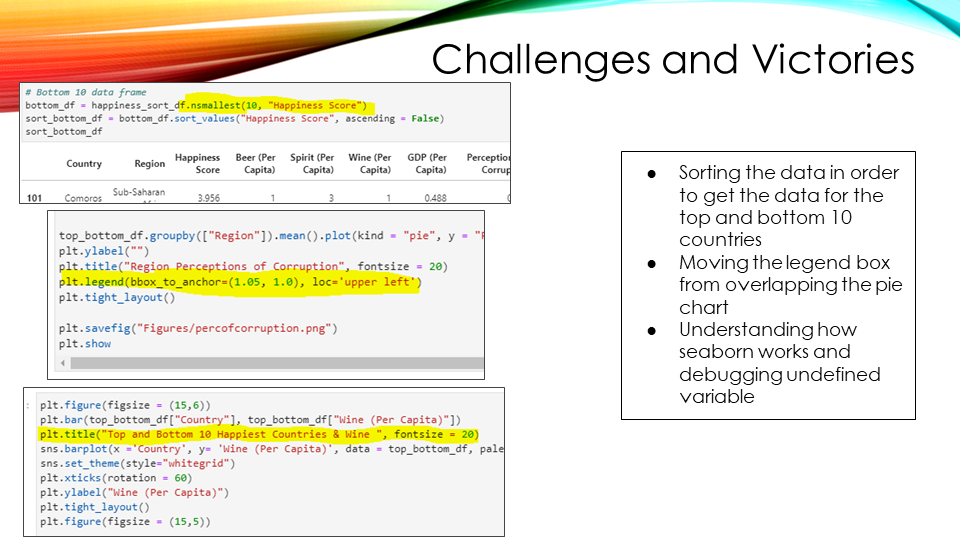 Challenges and Victories
# Bottom 10 data frame
bottom_df = happiness_sort_df.nsmallest(10, "Happiness Score")
sort_bottom_df = bottom_df.sort_values("Happiness Score", ascending = False)
sort_bottom_df
Country Region Happiness Score Beer (Per Capita) Spirit (Per Capita) Wine (Per Capita) GDP (Per Capita)
101 Comoros Sub-Saharan 3.956 1 3 1 0.488
top_bottom_df.groupby(["Region"]).mean().plot(kind = "pie", y =
plt.ylabel("")
plt.title("Region Perceptions of Corruption", fontsize = 20)
plt.legend(bbox_to_anchor=(1.05, 1.0), loc='upper left')
plt.tight_layout()
plt.savefig("Figures/percofcorruption.png")
plt.show
plt.figure(figsize = (15,6))
plt.bar(top_bottom_df["Country"], top_bottom_df["Wine (Per Capita)"])
plt.title("Top and Bottom 10 Happiest Countries & Wine ", fontsize = 20)
sns.barplot(x ='Country', y= 'Wine (Per Capita)', data = top_bottom_df, pale
sns.set_theme(style="whitegrid")
plt.xticks(rotation = 60)
plt.ylabel("Wine (Per Capita)")
plt.tight_layout()
plt.figure(figsize = (15,5))
● Sorting the data in order
to get the data for the
top and bottom 10
countries
● Moving the legend box
from overlapping the pie
chart
● Understanding how
seaborn works and
debugging undefined
variable